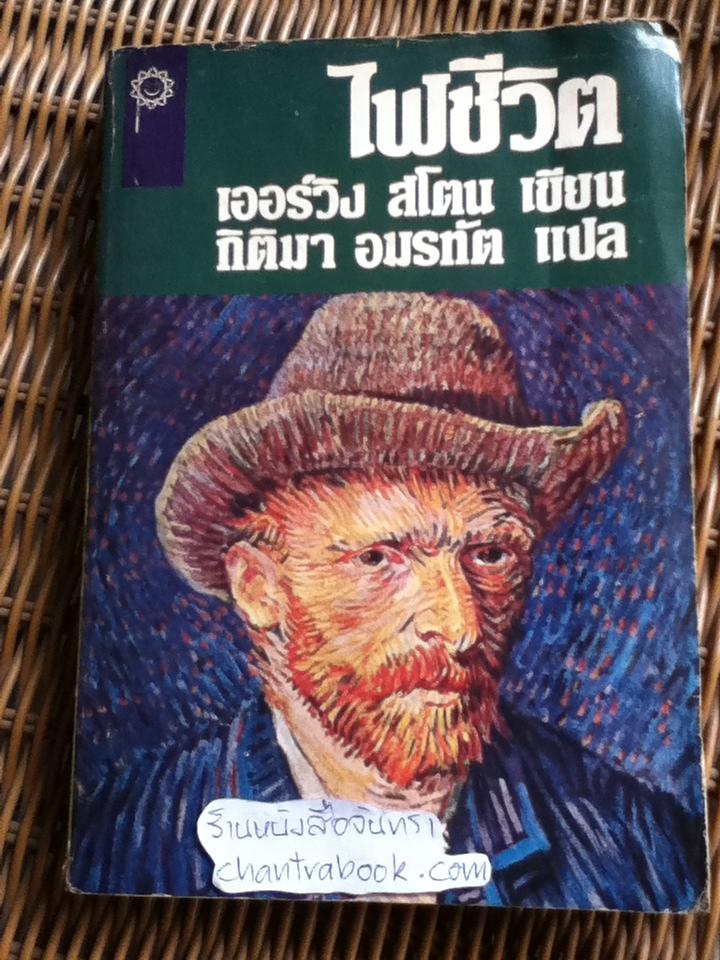 ไฟชีวิต
เออร์วิง สโตน เขียน
กิติมา อมรทัต แปล
ร้านหนังสือจันทรา
chantrabook.com